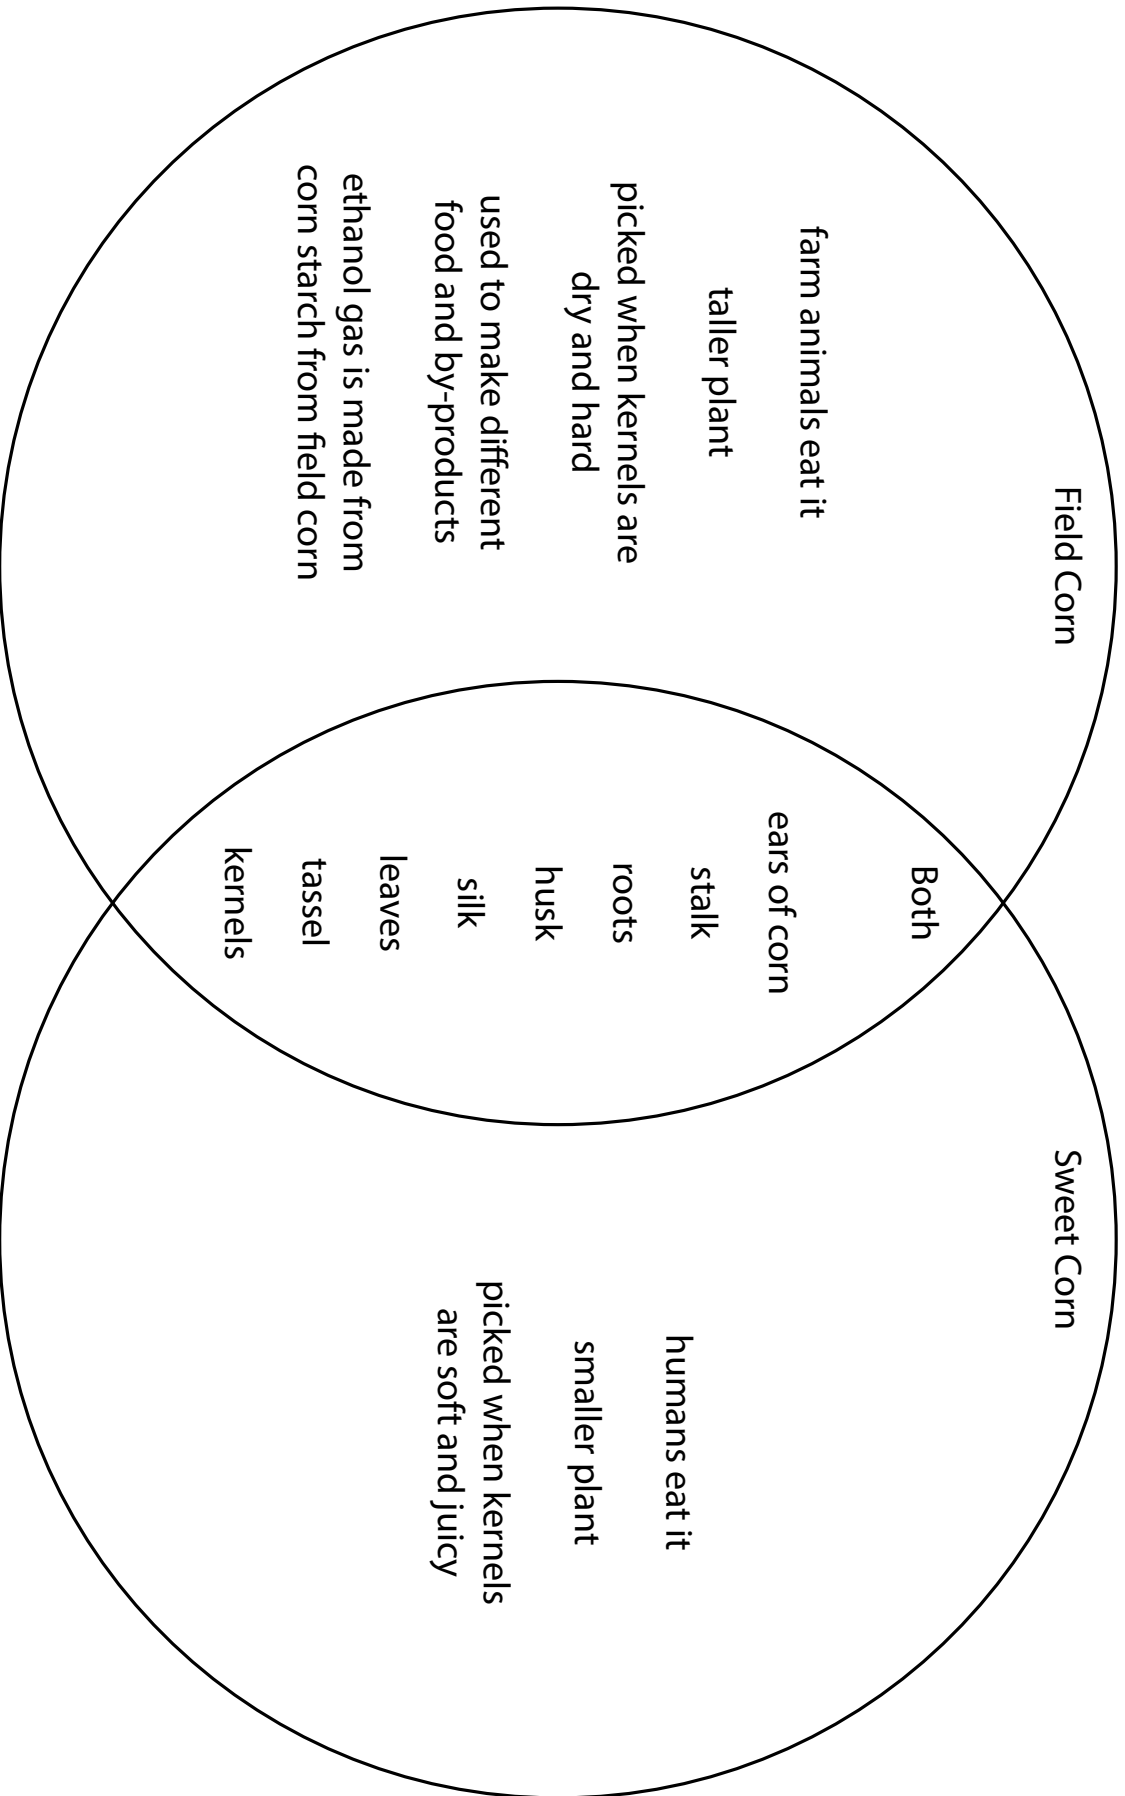 Field Corn
farm animals eat it
taller plant
picked when kernels are
dry and hard
used to make different
food and by-products
ethanol gas is made from
corn starch from field corn
Both
ears of corn
stalk
roots
husk
silk
leaves
tassel
kernels
Sweet Corn
humans eat it
smaller plant
picked when kernels
are soft and juicy